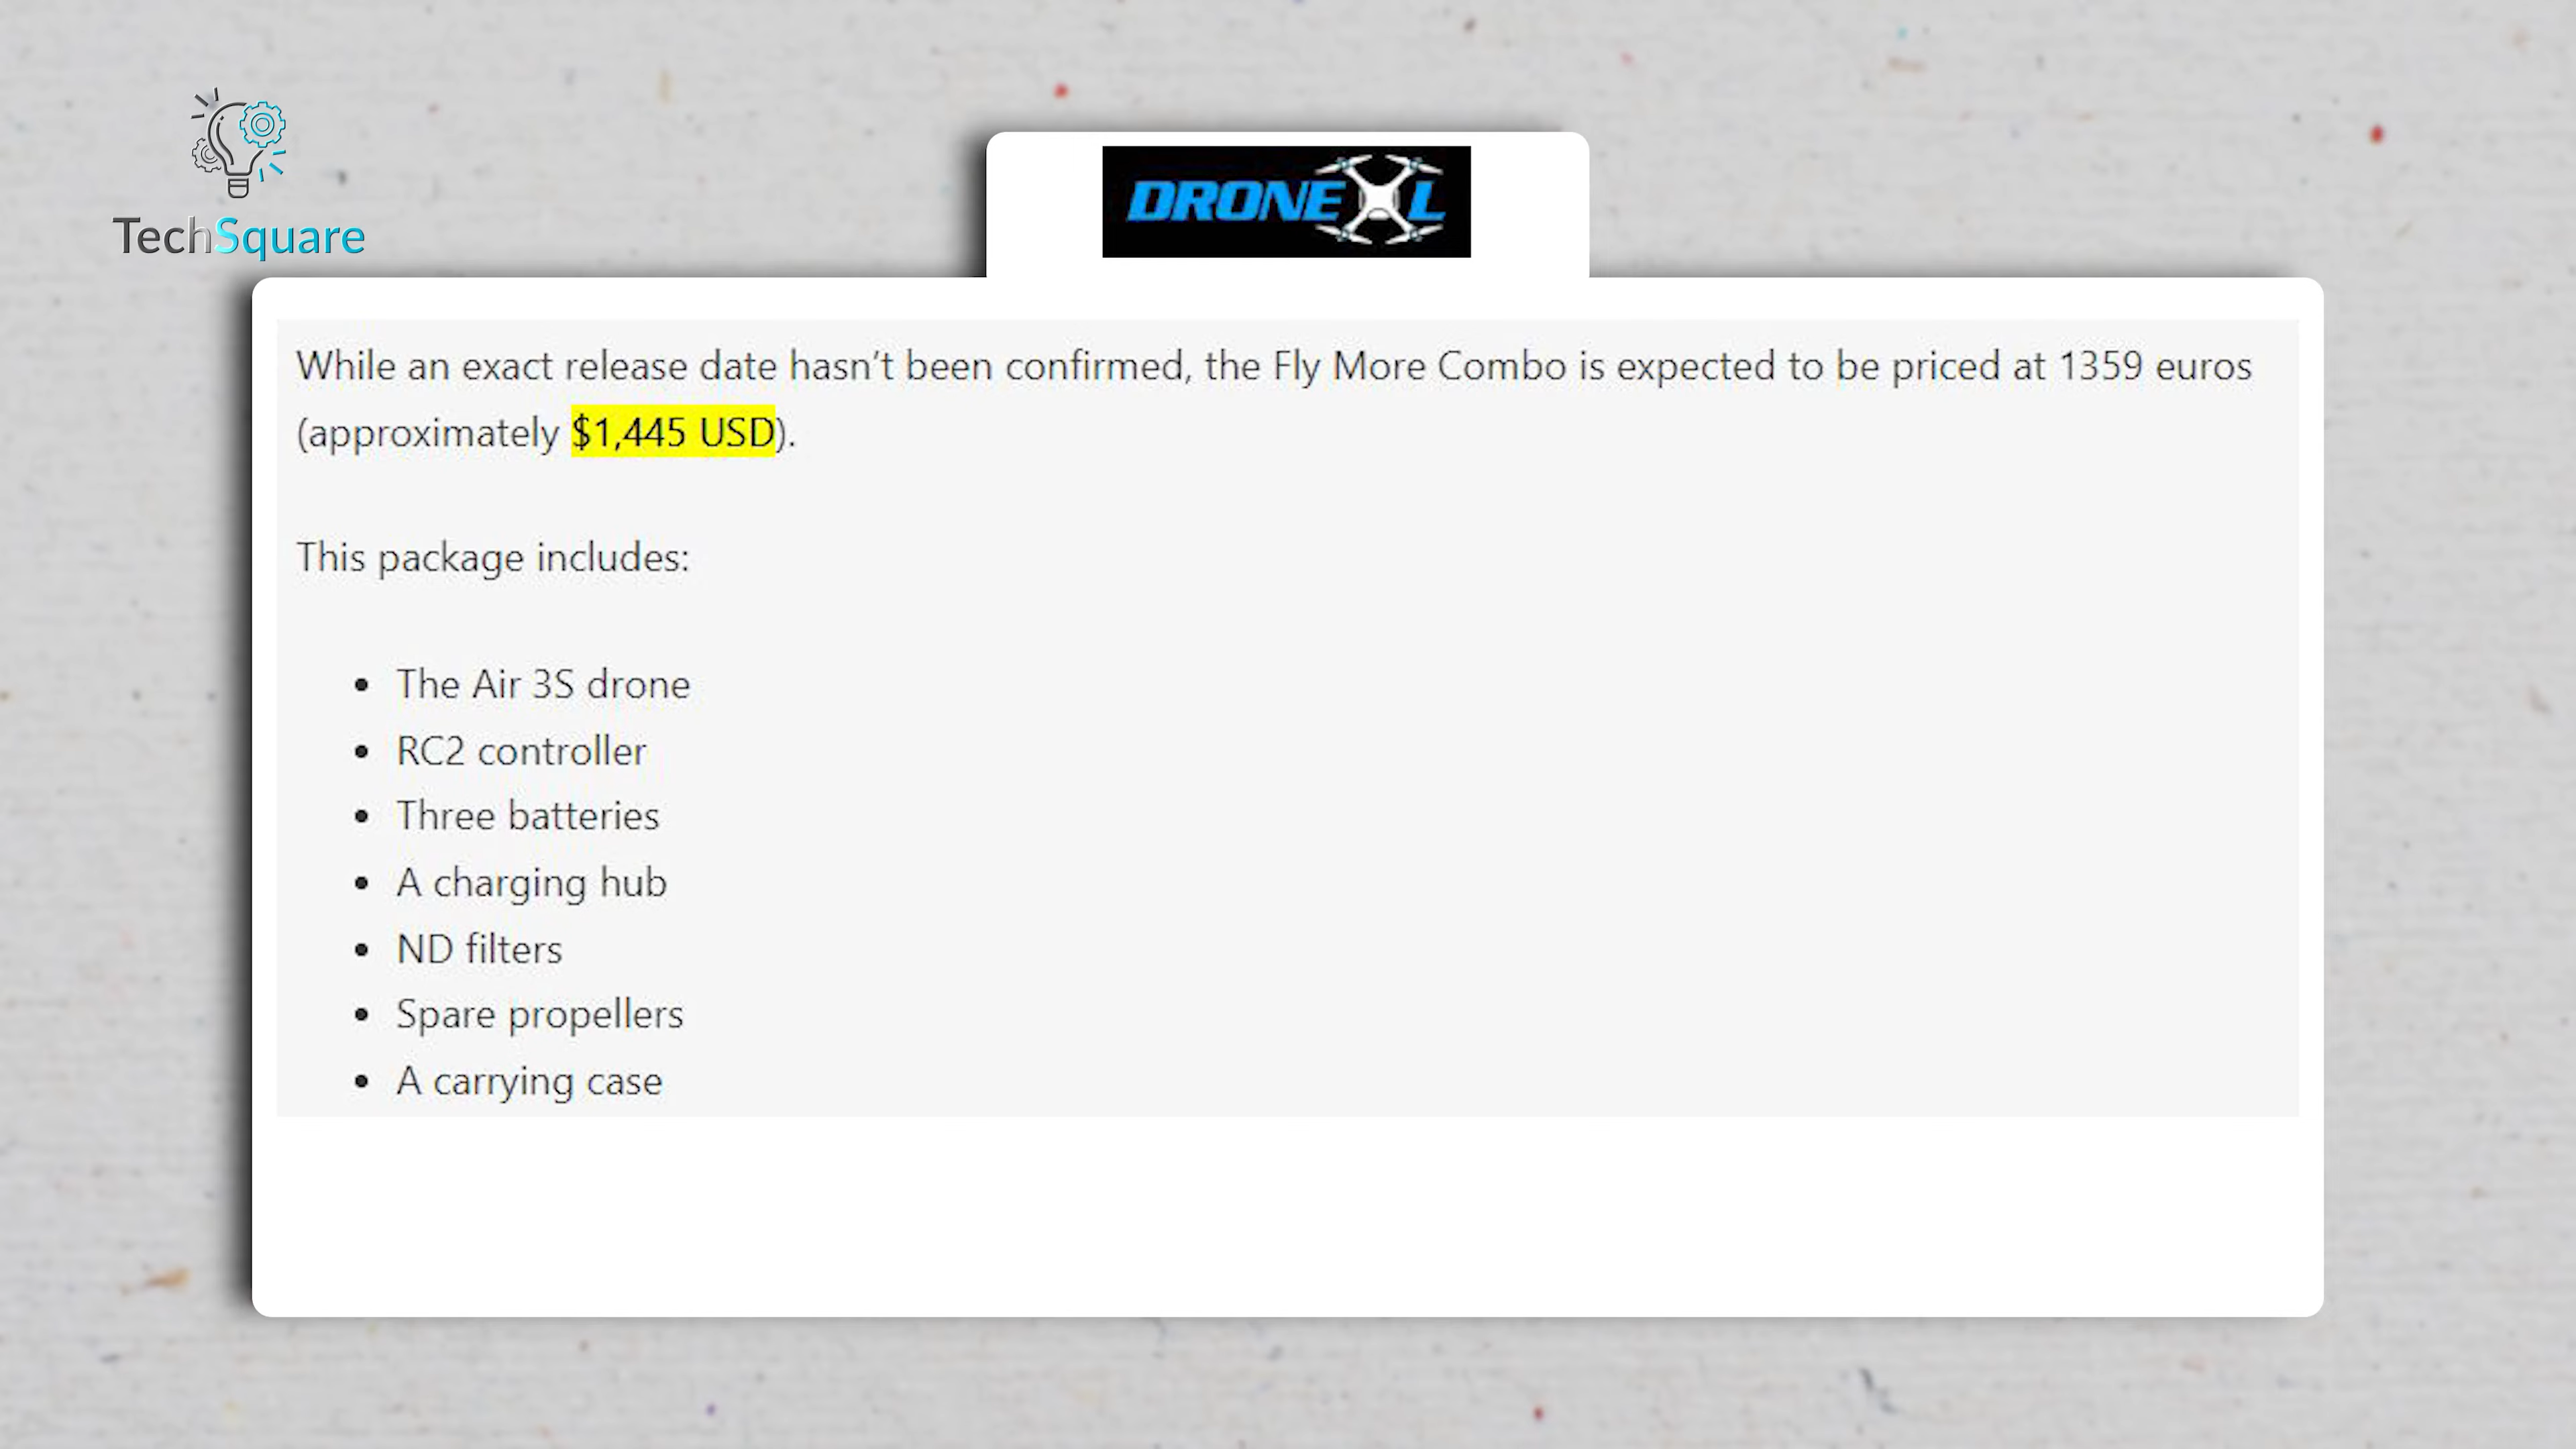 TechSquare
DRONEXL
While an exact release date hasn’t been confirmed, the Fly More Combo is expected to be priced at 1359 euros
(approximately $1,445 USD).
This package includes:
• The Air 3S drone
• RC2 controller
• Three batteries
• A charging hub
• ND filters
• Spare propellers
• A carrying case